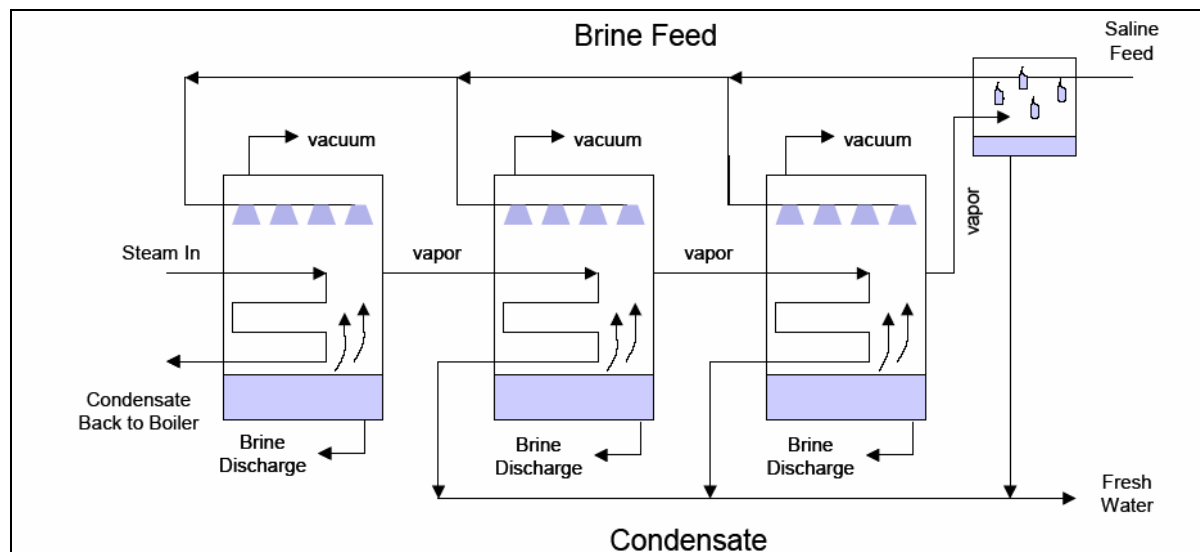 Brine Feed
Saline
Feed
vacuum
vacuum
vacuum
vapor
Steam In
vapor
vapor
Condensate
Back to Boiler
Brine
Discharge
Brine
Discharge
Brine
Discharge
Fresh
Water
Condensate